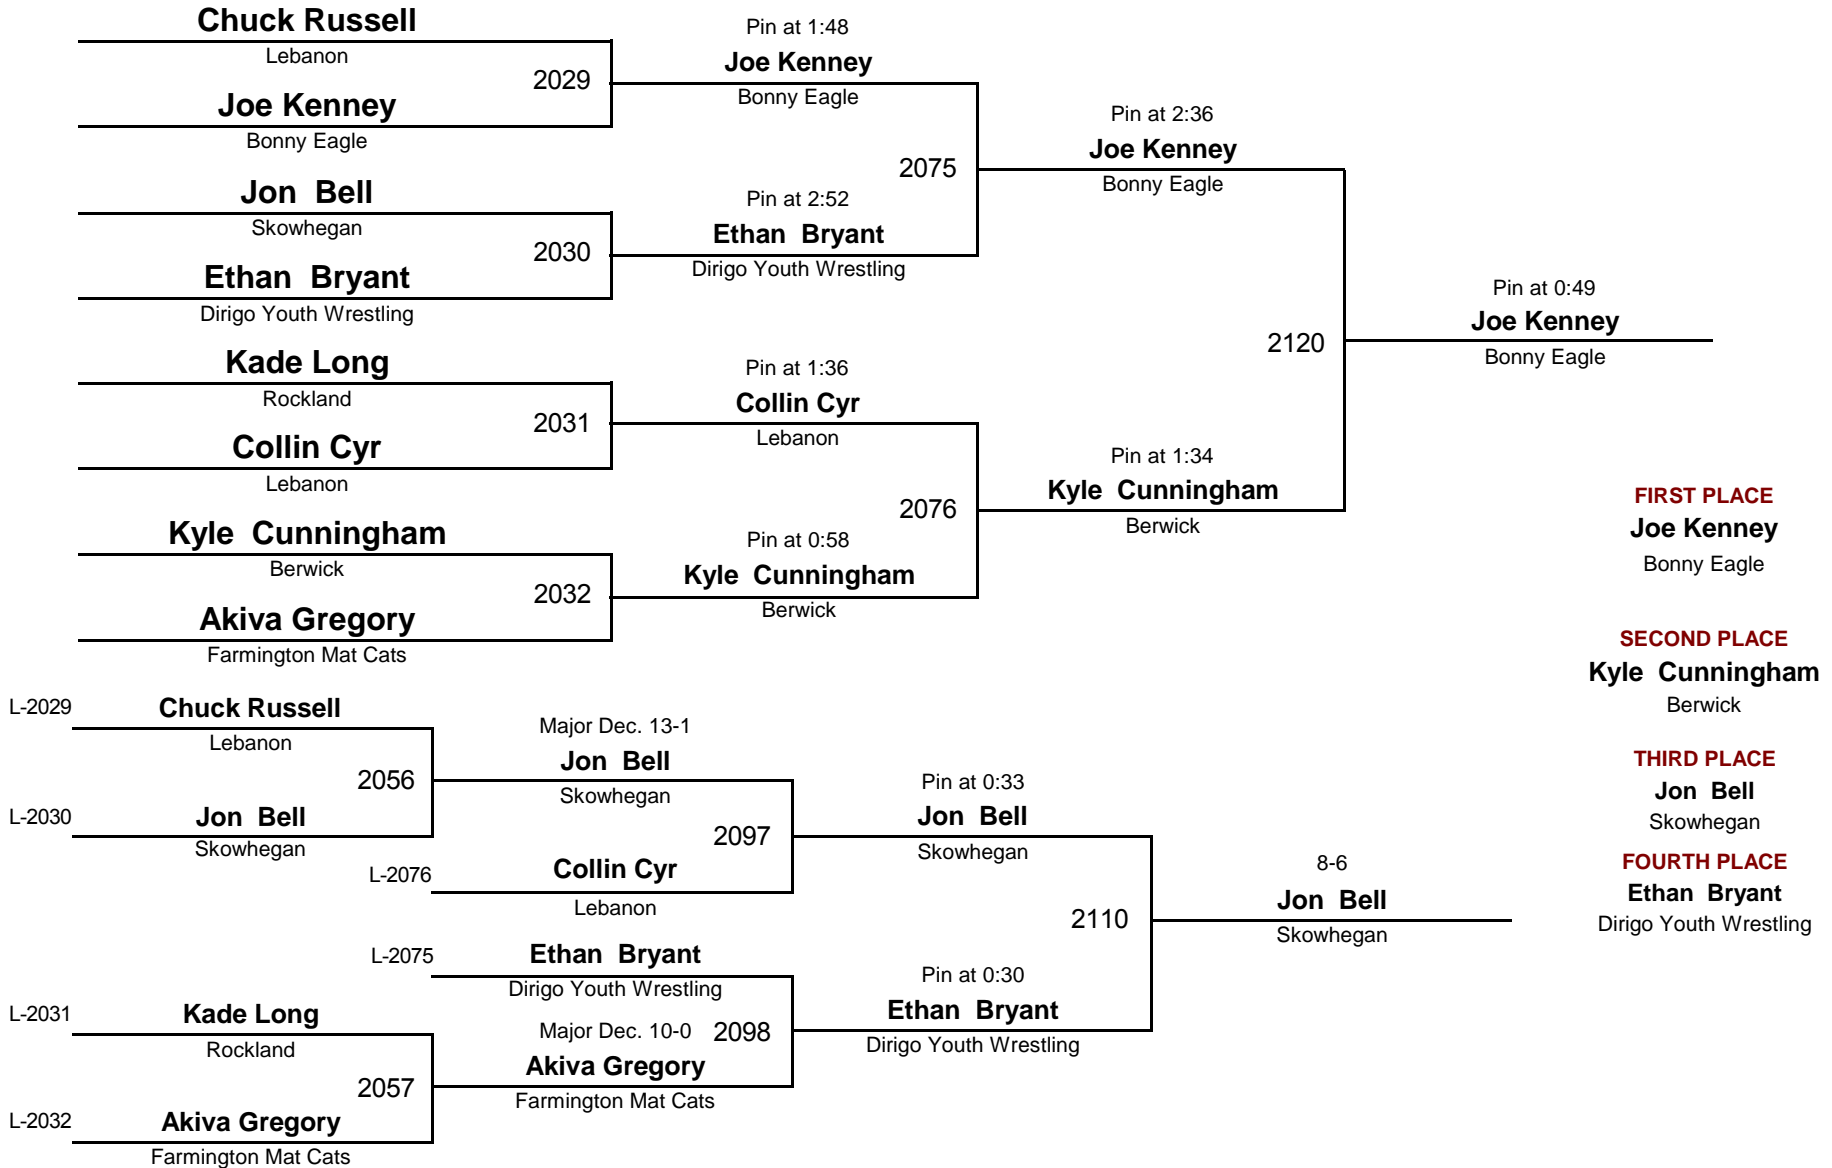 Chuck Russell
Lebanon
2029
Joe Kenney
Bonny Eagle
Jon Bell
Skowhegan
2030
Ethan Bryant
Dirigo Youth Wrestling
Kade Long
Rockland
2031
Collin Cyr
Lebanon
Kyle Cunningham
Berwick
2032
Akiva Gregory
Farmington Mat Cats
Pin at 1:48
Joe Kenney
Bonny Eagle
2075
Pin at 2:52
Ethan Bryant
Dirigo Youth Wrestling
Pin at 1:36
Collin Cyr
Lebanon
2076
Pin at 0:58
Kyle Cunningham
Berwick
Pin at 2:36
Joe Kenney
Bonny Eagle
2120
Pin at 1:34
Kyle Cunningham
Berwick
Pin at 0:49
Joe Kenney
Bonny Eagle
FIRST PLACE
Joe Kenney
Bonny Eagle
SECOND PLACE
Kyle Cunningham
Berwick
THIRD PLACE
Jon Bell
Skowhegan
FOURTH PLACE
Ethan Bryant
Dirigo Youth Wrestling
L-2029
Chuck Russell
Lebanon
2056
L-2030
Jon Bell
Skowhegan
Major Dec. 13-1
Jon Bell
Skowhegan
2097
L-2076
Collin Cyr
Lebanon
L-2075
Ethan Bryant
Dirigo Youth Wrestling
L-2031
Kade Long
Rockland
2057
L-2032
Akiva Gregory
Farmington Mat Cats
Major Dec. 10-0
2098
Akiva Gregory
Farmington Mat Cats
Pin at 0:33
Jon Bell
Skowhegan
2110
Pin at 0:30
Ethan Bryant
Dirigo Youth Wrestling
8-6
Jon Bell
Skowhegan